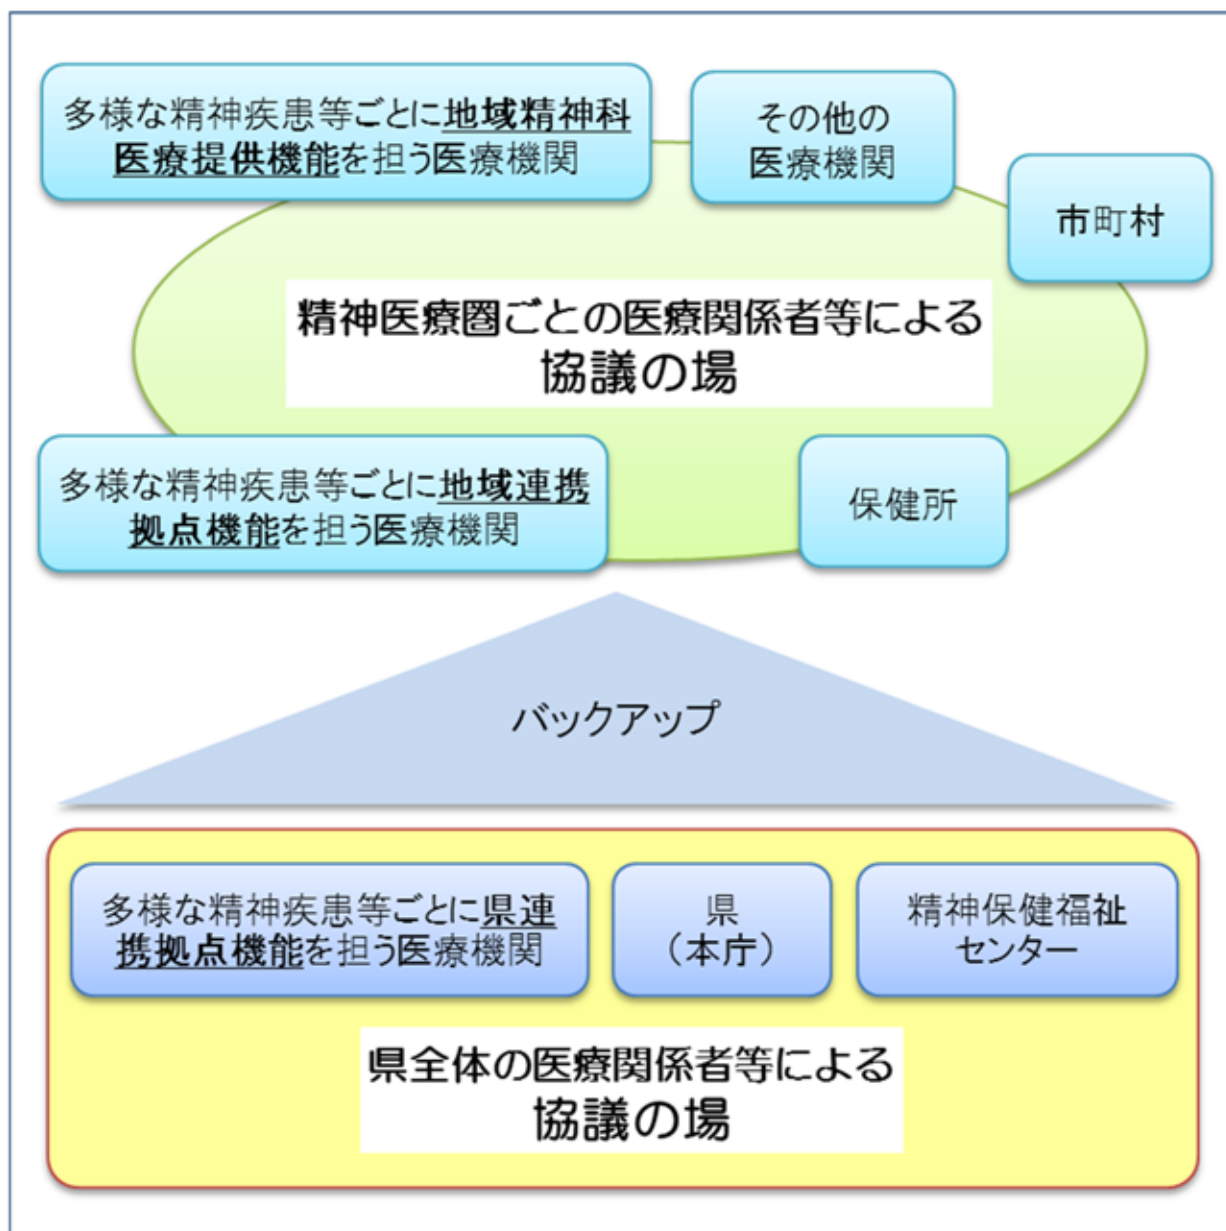 多様な精神疾患等ごとに地域精神科
医療提供機能を担う医療機関
その他の
医療機関
市町村
精神医療圏ごとの医療関係者等による
協議の場
多様な精神疾患等ごとに地域連携
拠点機能を担う医療機関
保健所
バックアップ
多様な精神疾患等ごとに県連
携拠点機能を担う医療機関
県
（本庁）
精神保健福祉
センター
県全体の医療関係者等による
協議の場